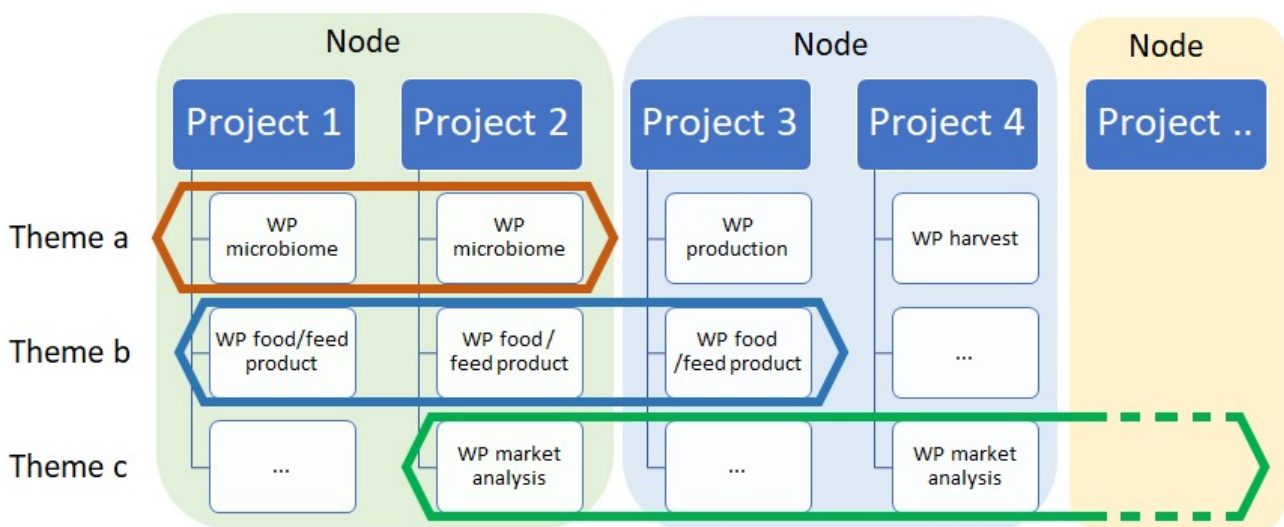 Node
Node
Node
Project 1
Project 2
Project 3
Project 4
Project ..
Theme a
WP
microbiome
WP
microbiome
WP
production
WP harvest
Theme b
WP food/feed
product
WP food /
feed product
WP food
/feed product
...
Theme c
...
WP market
analysis
...
WP market
analysis